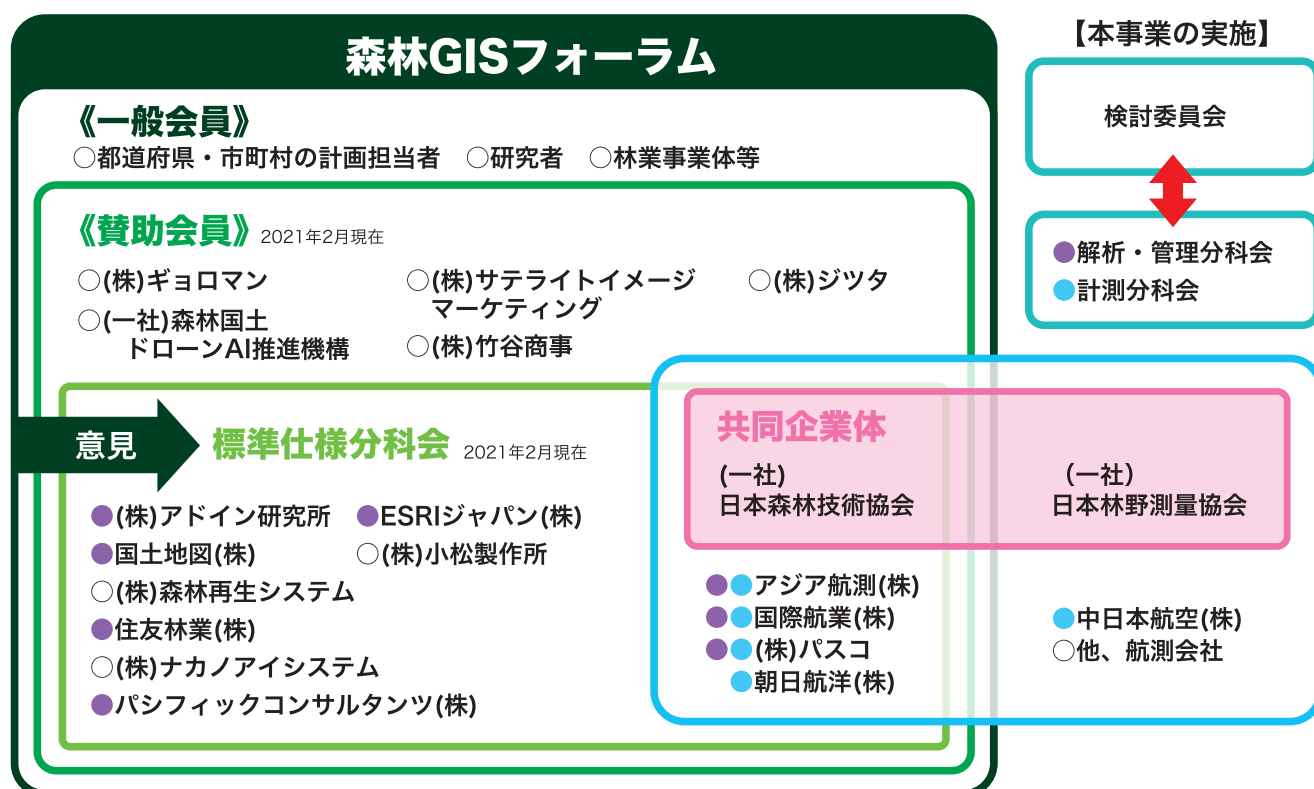 森林GISフォーラム
《一般会員》
○都道府県・市町村の計画担当者 ○研究者 ○林業事業体等
《賛助会員》 2021年2月現在
○(株)ギョロマン
○(一社)森林国土
ドローンAI推進機構
○(株)サテライトイメージ
マーケティング
○(株)竹谷商事
○(株)ジツタ
意見
標準仕様分科会 2021年2月現在
●(株)アドイン研究所 ●ESRIジャパン(株)
●国土地図(株) ○(株)小松製作所
○(株)森林再生システム
●住友林業(株)
○(株)ナカノアイシステム
●パシフィックコンサルタンツ(株)
【本事業の実施】
検討委員会
●解析・管理分科会
●計測分科会
共同企業体
(一社)
日本森林技術協会
（一社）
日本林野測量協会
●●アジア航測(株)
●●国際航業(株)
●●(株)パスコ
●朝日航洋(株)
●中日本航空(株)
○他、航測会社